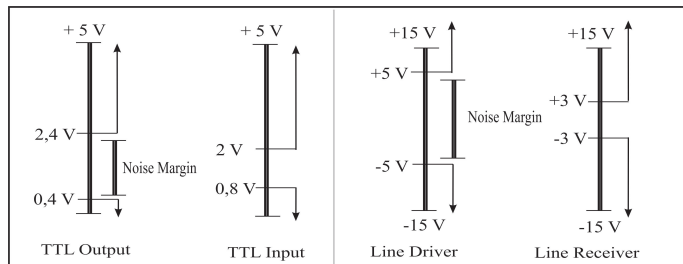 + 5 V
2,4 V
Noise Margin
0,4 V
TTL Output
+ 5 V
2 V
0,8 V
TTL Input
+15 V
+5 V
Noise Margin
-5 V
-15 V
Line Driver
+15 V
+3 V
-3 V
-15 V
Line Receiver